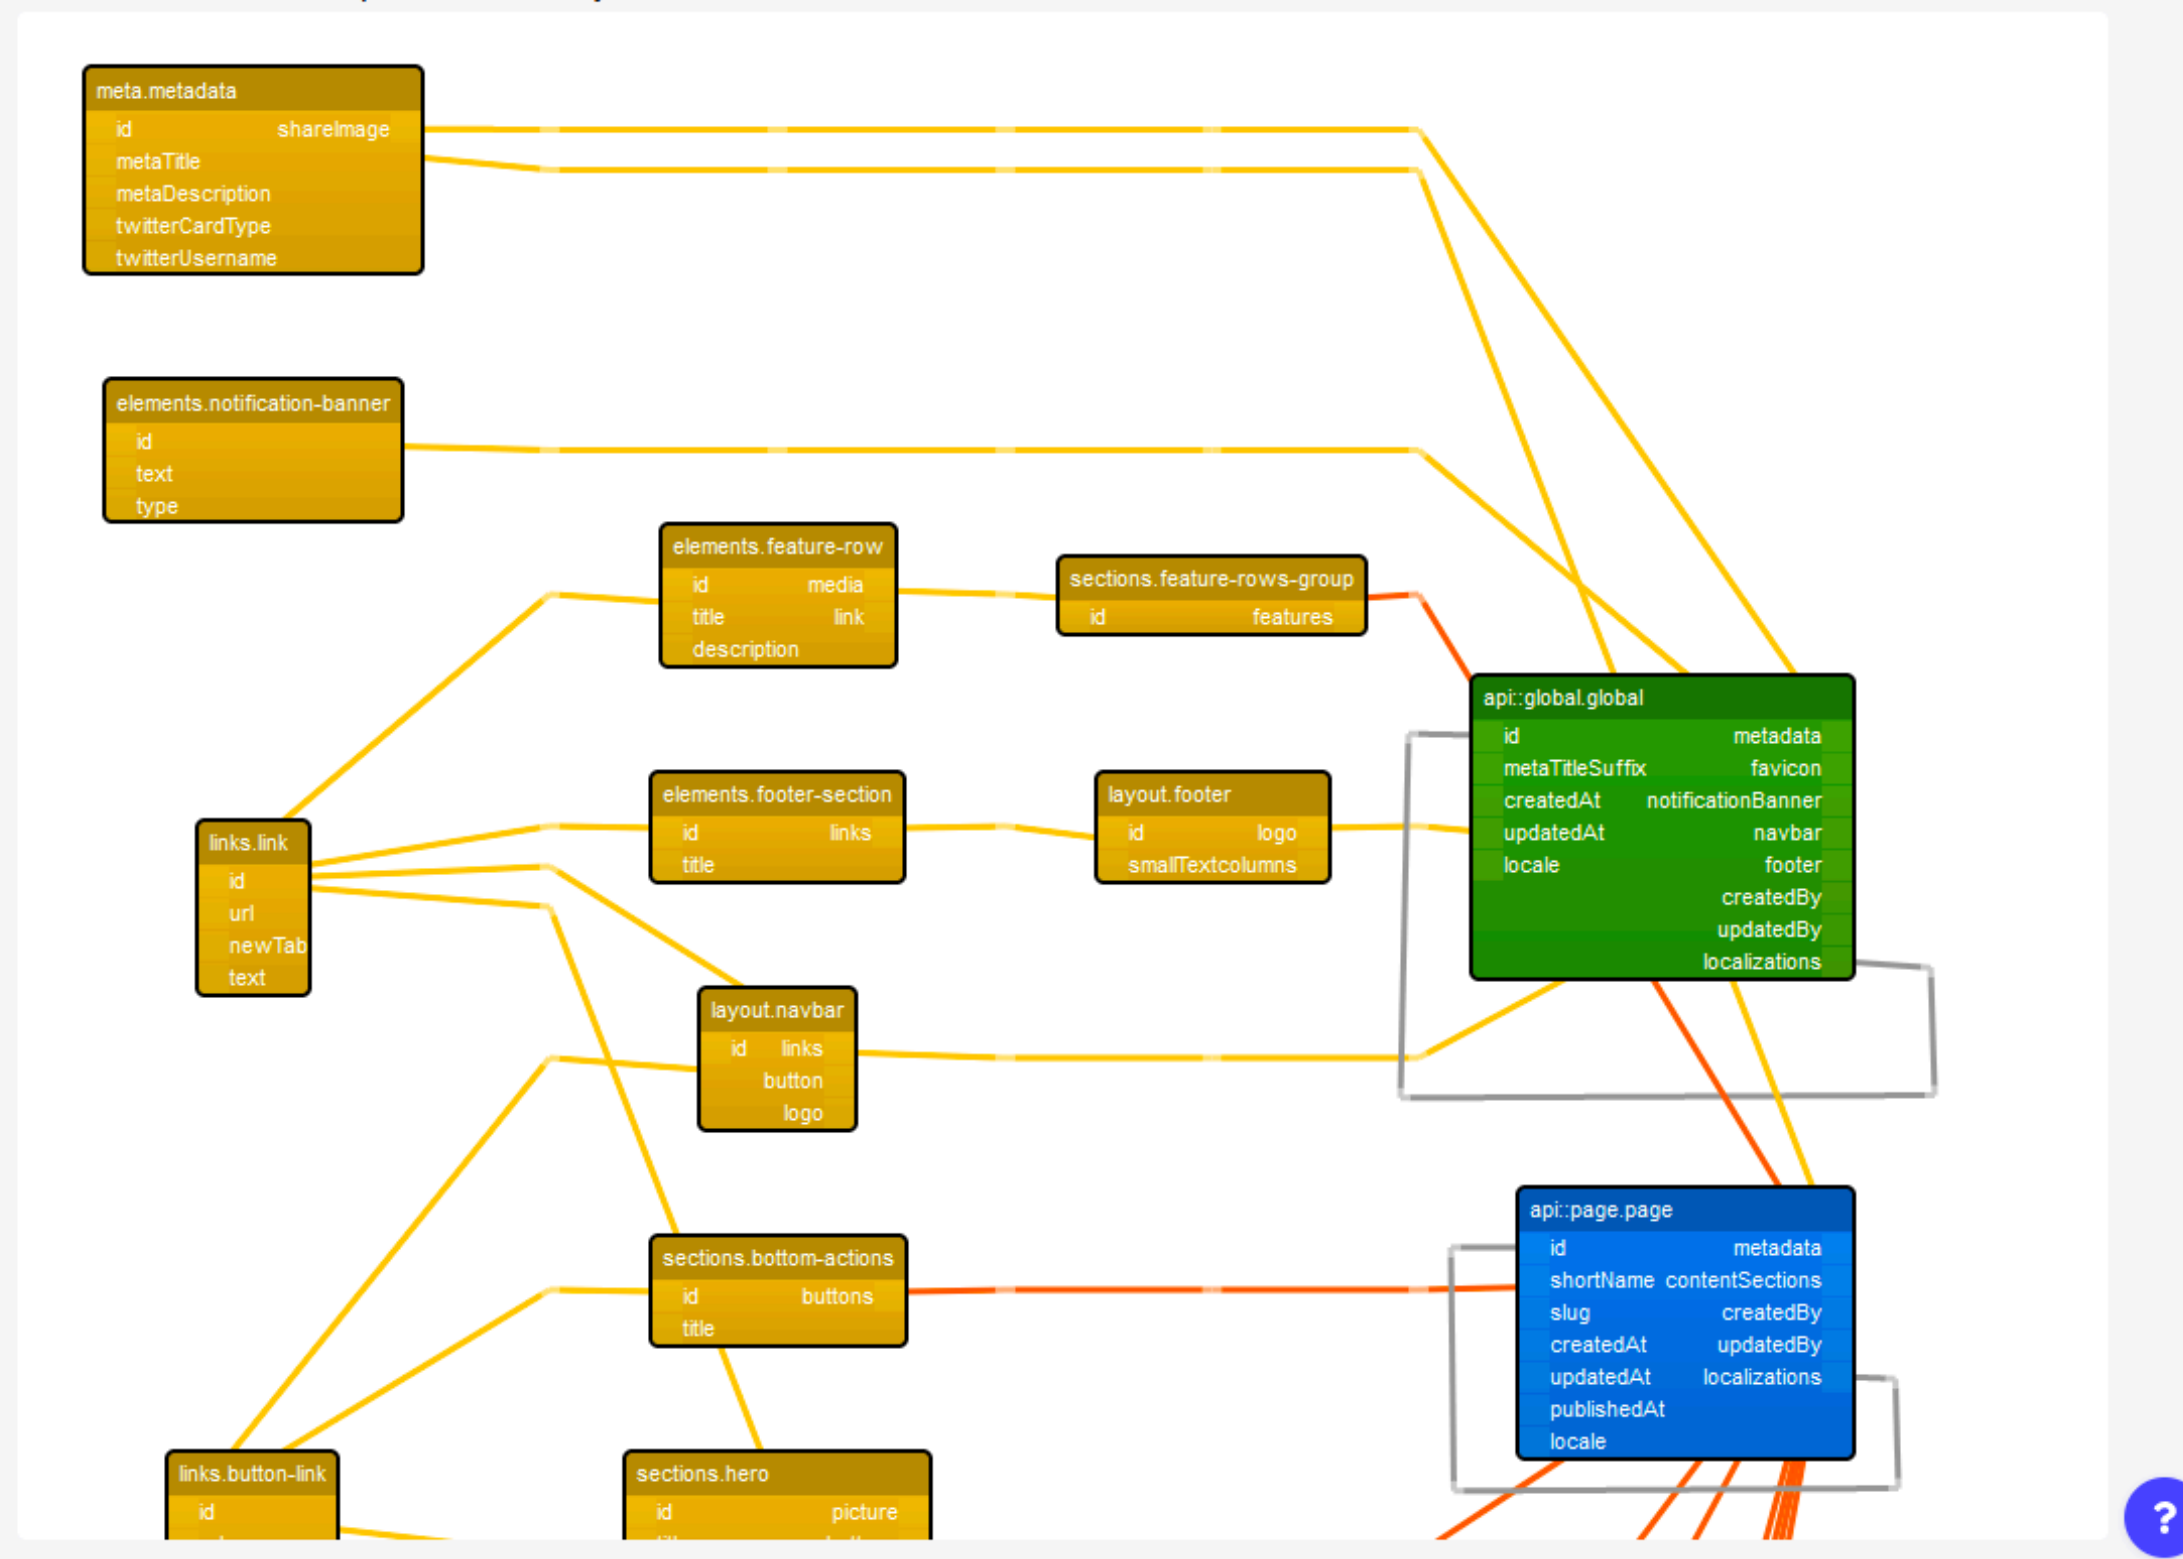 meta.metadata
id shareImage
metaTitle
metaDescription
twitterCardType
twitterUsername
elements.notification-banner
id
text
type
elements.feature-row
id media
title link
description
sections.feature-rows-group
id features
api::global.global
id metadata
metaTitleSuffix favicon
createdAt notificationBanner
updatedAt navbar
locale footer
createdBy
updatedBy
localizations
elements.footer-section
id links
title
layout.footer
id logo
smallTextcolumns
links.link
id
url
newTab
text
layout.navbar
id links
button
logo
api::page.page
id metadata
shortName contentSections
slug createdBy
createdAt updatedBy
updatedAt localizations
publishedAt
locale
sections.bottom-actions
id buttons
title
links.button-link
id
sections.hero
id picture
?